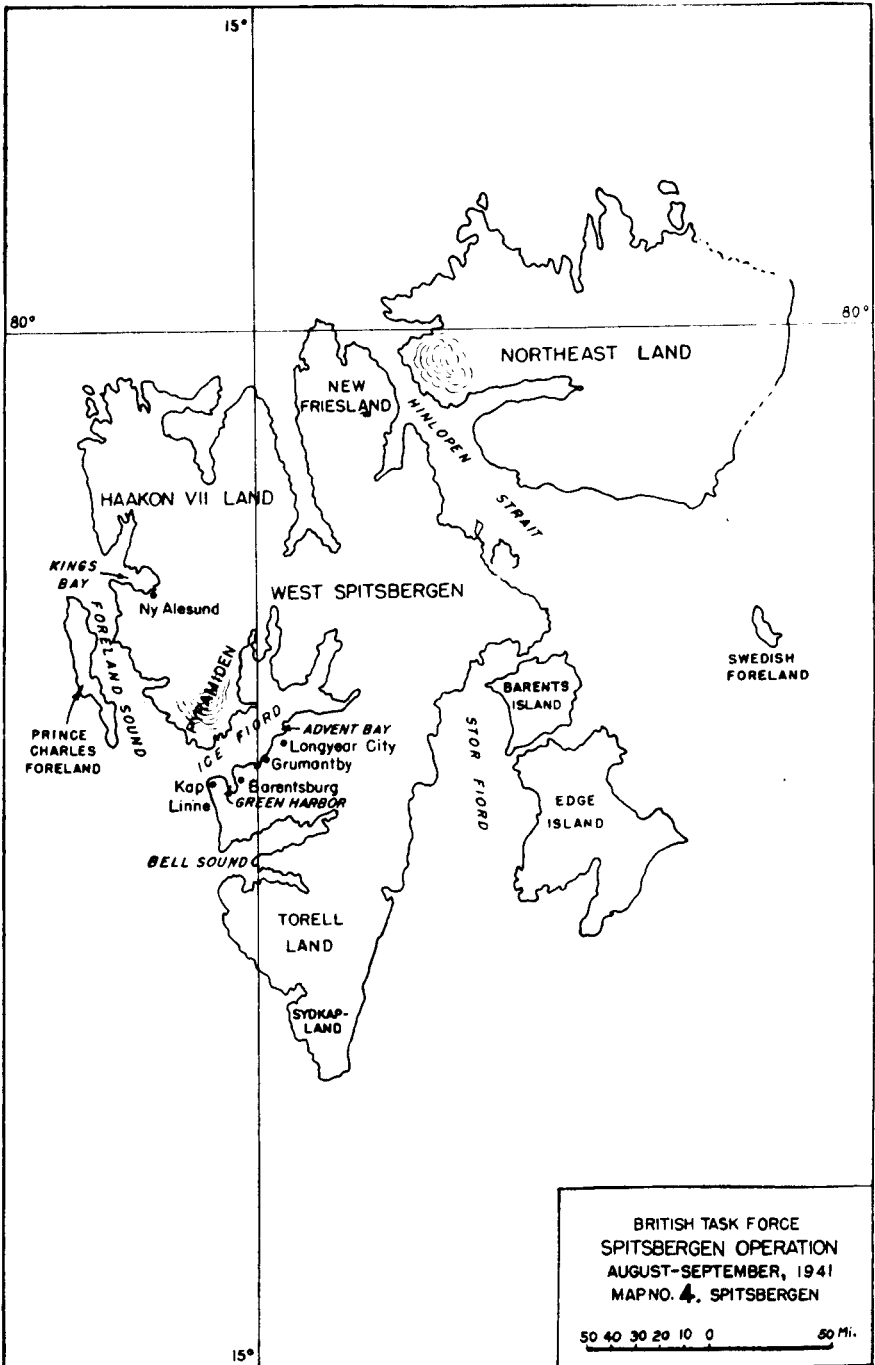 15°
80°
80°
NORTHEAST LAND
NEW
FRIESLAND
HINLOPEN
STRAIT
HAAKON VII LAND
KINGS
BAY
Ny Alesund
WEST SPITSBERGEN
FORELAND SOUND
PYRAMIDEN
SWEDISH
FORELAND
BARENTS
ISLAND
PRINCE
CHARLES
FORELAND
ICE FIORD
ADVENT BAY
Longyear City
Grumantby
STOR FIORD
Kap
Linne
Barentsburg
GREEN HARBOR
EDGE
ISLAND
BELL SOUND
TORELL
LAND
SYDKAP-
LAND
15°
BRITISH TASK FORCE
SPITSBERGEN OPERATION
AUGUST-SEPTEMBER, 1941
MAP NO. 4. SPITSBERGEN
50 40 30 20 10 0 50 Mi.